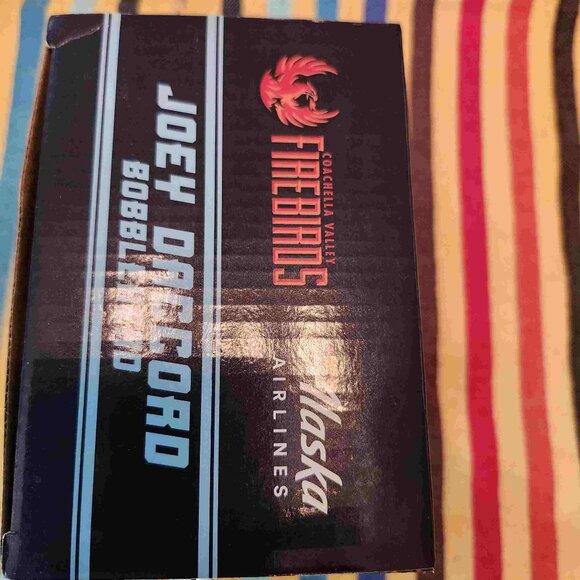 COACHELLA VALLEY
FIREBIRDS
Alaska
AIRLINES
JOEY DACCORD
BOBBLEHEAD